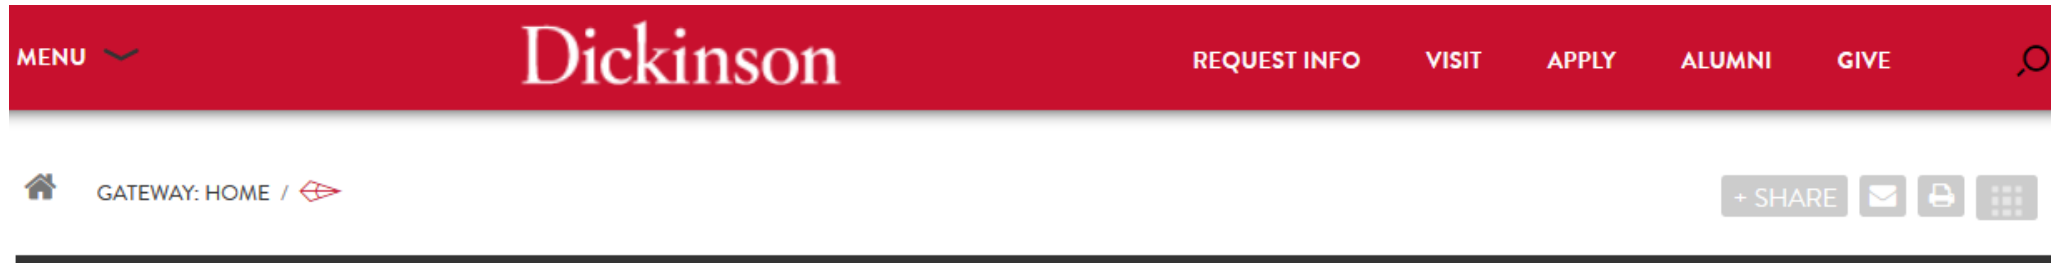 MENU Dickinson REQUEST INFO VISIT APPLY ALUMNI GIVE
GATEWAY: HOME / + SHARE